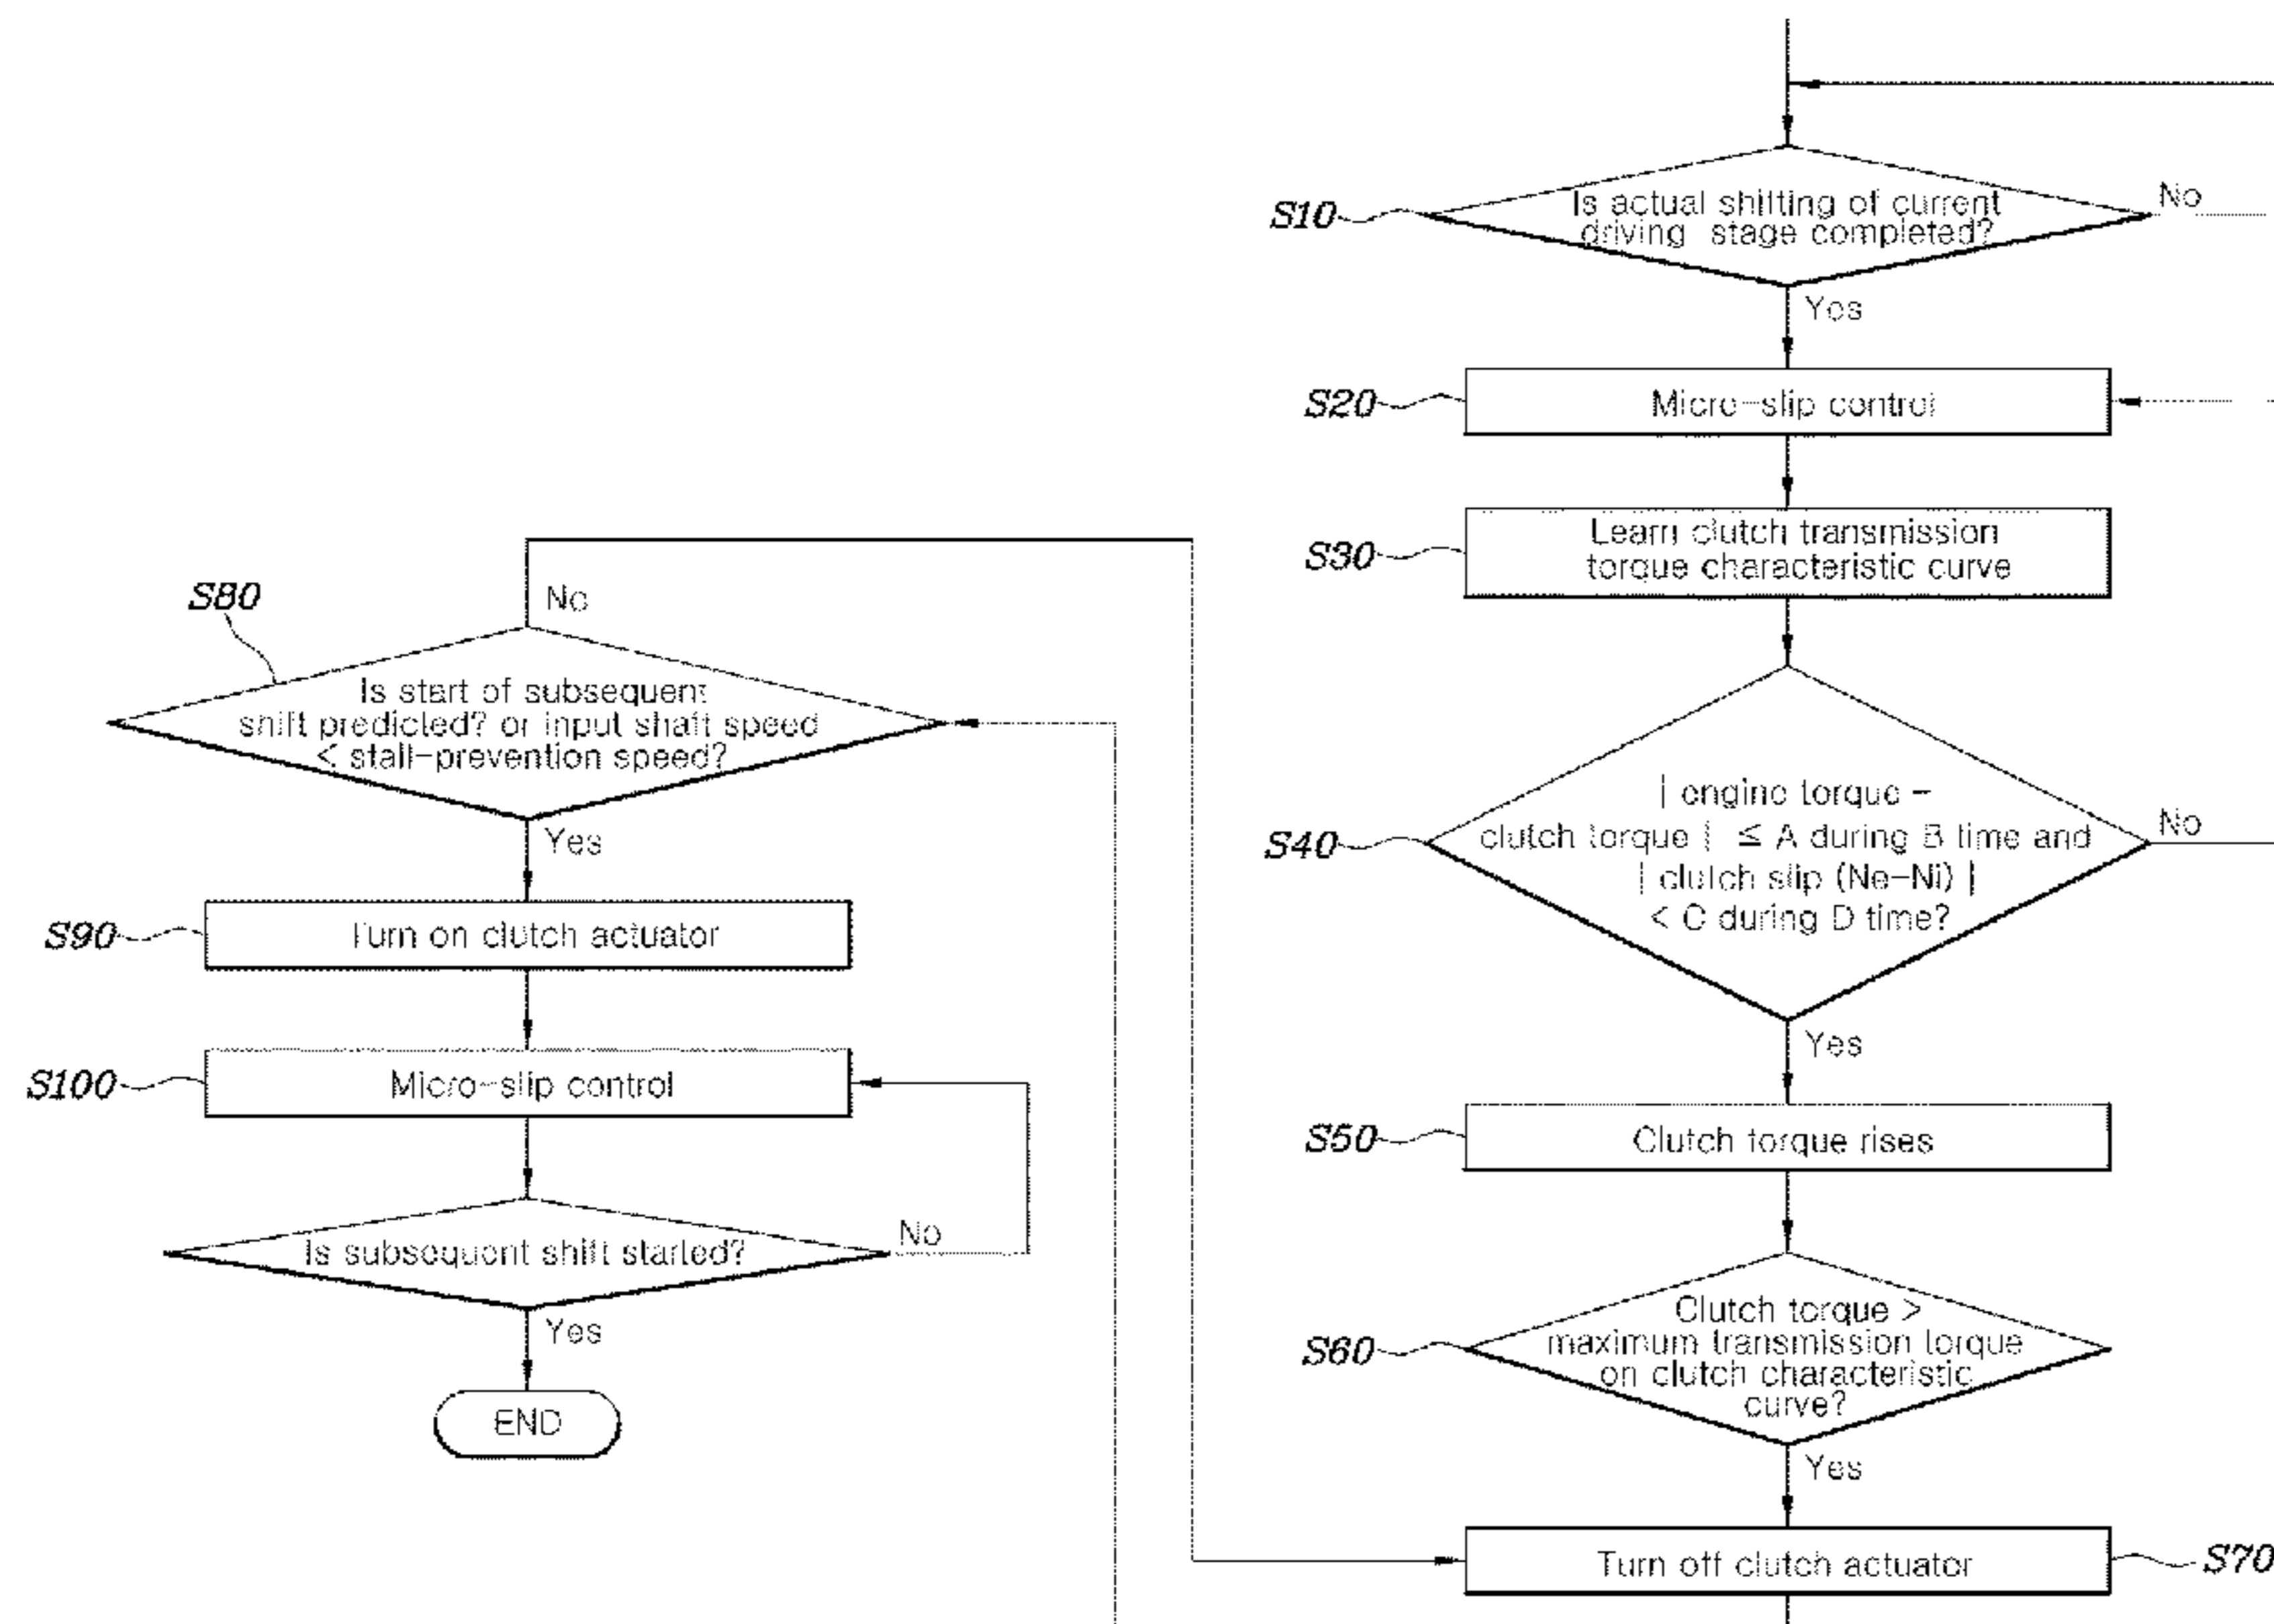 S10
Is actual shifting of current
driving stage completed?
No
Yes
S20
Micro-slip control
S30
Learn clutch transmission
torque characteristic curve
S40
| engine torque -
clutch torque | ≤ A during B time and
| clutch slip (Ne-Ni) |
< C during D time?
No
Yes
S50
Clutch torque rises
S60
Clutch torque >
maximum transmission torque
on clutch characteristic
curve?
Yes
Turn off clutch actuator
S70
S80
No
Is start of subsequent
shift predicted? or input shaft speed
< stall-prevention speed?
Yes
S90
Turn on clutch actuator
S100
Micro-slip control
Is subsequent shift started?
No
Yes
END